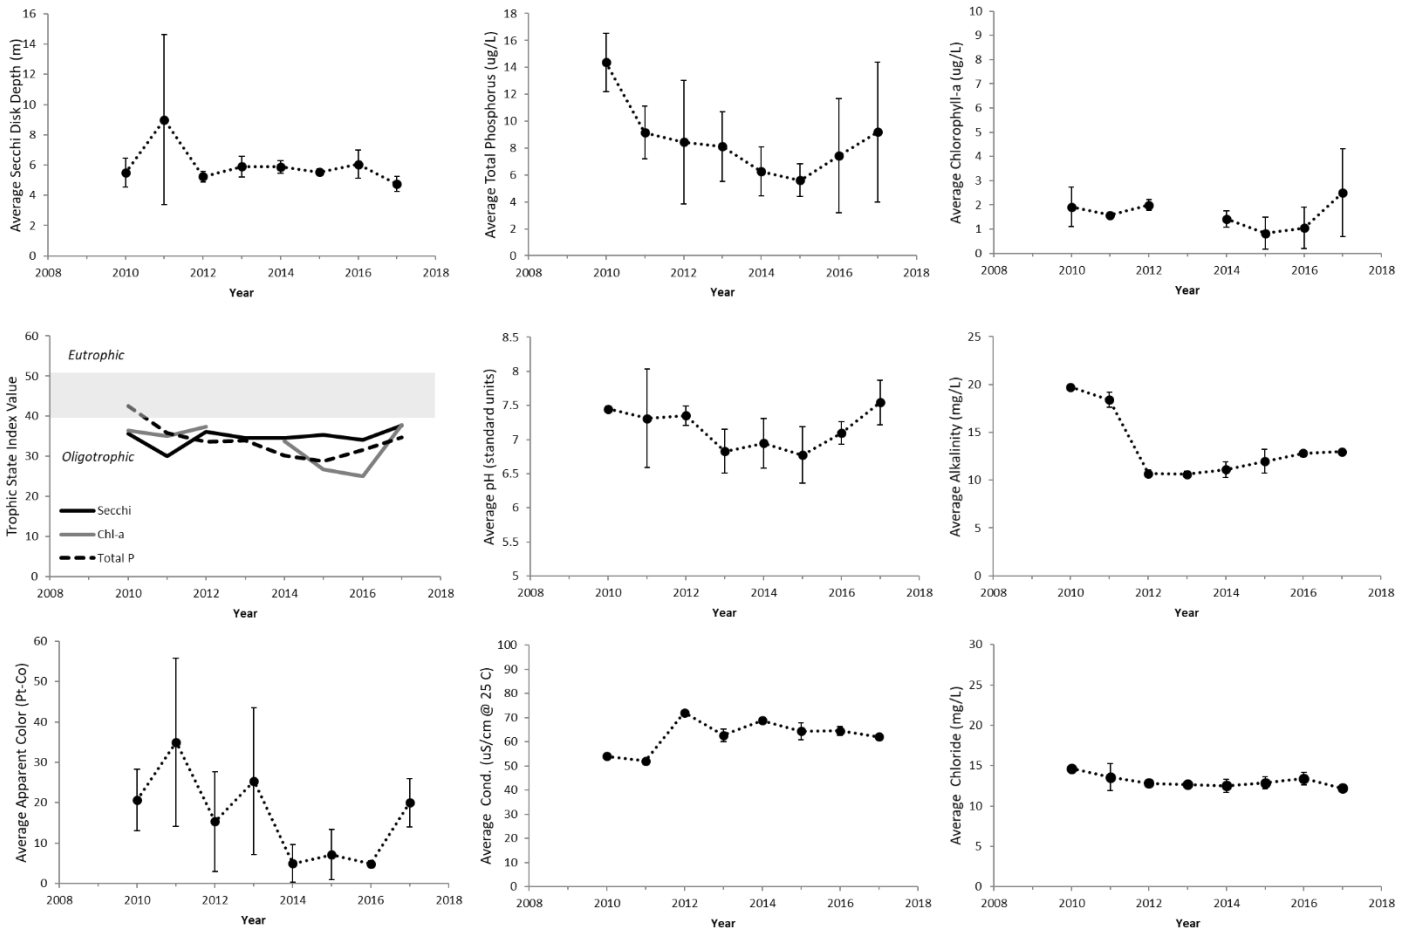 Average Secchi Disk Depth (m)
16
14
12
10
8
6
4
2
0
2008 2010 2012 2014 2016 2018
Year
Average Total Phosphorus (ug/L)
18
16
14
12
10
8
6
4
2
0
2008 2010 2012 2014 2016 2018
Year
Average Chlorophyll-a (ug/L)
10
9
8
7
6
5
4
3
2
1
0
2008 2010 2012 2014 2016 2018
Year
Trophic State Index Value
60
50
40
30
20
10
0
Eutrophic
Oligotrophic
Secchi
Chl-a
Total P
2008 2010 2012 2014 2016 2018
Year
Average pH (standard units)
8.5
8
7.5
7
6.5
6
5.5
5
2008 2010 2012 2014 2016 2018
Year
Average Alkalinity (mg/L)
25
20
15
10
5
0
2008 2010 2012 2014 2016 2018
Year
Average Apparent Color (Pt-Co)
60
50
40
30
20
10
0
2008 2010 2012 2014 2016 2018
Year
Average Cond. (uS/cm @ 25 C)
100
90
80
70
60
50
40
30
20
10
0
2008 2010 2012 2014 2016 2018
Year
Average Chloride (mg/L)
30
25
20
15
10
5
0
2008 2010 2012 2014 2016 2018
Year